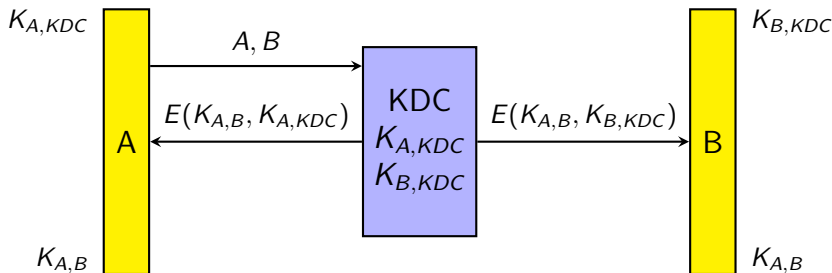 K_{A,KDC}
K_{B,KDC}
A, B
E(K_{A,B}, K_{A,KDC})
E(K_{A,B}, K_{B,KDC})
A
KDC
K_{A,KDC}
K_{B,KDC}
B
K_{A,B}
K_{A,B}